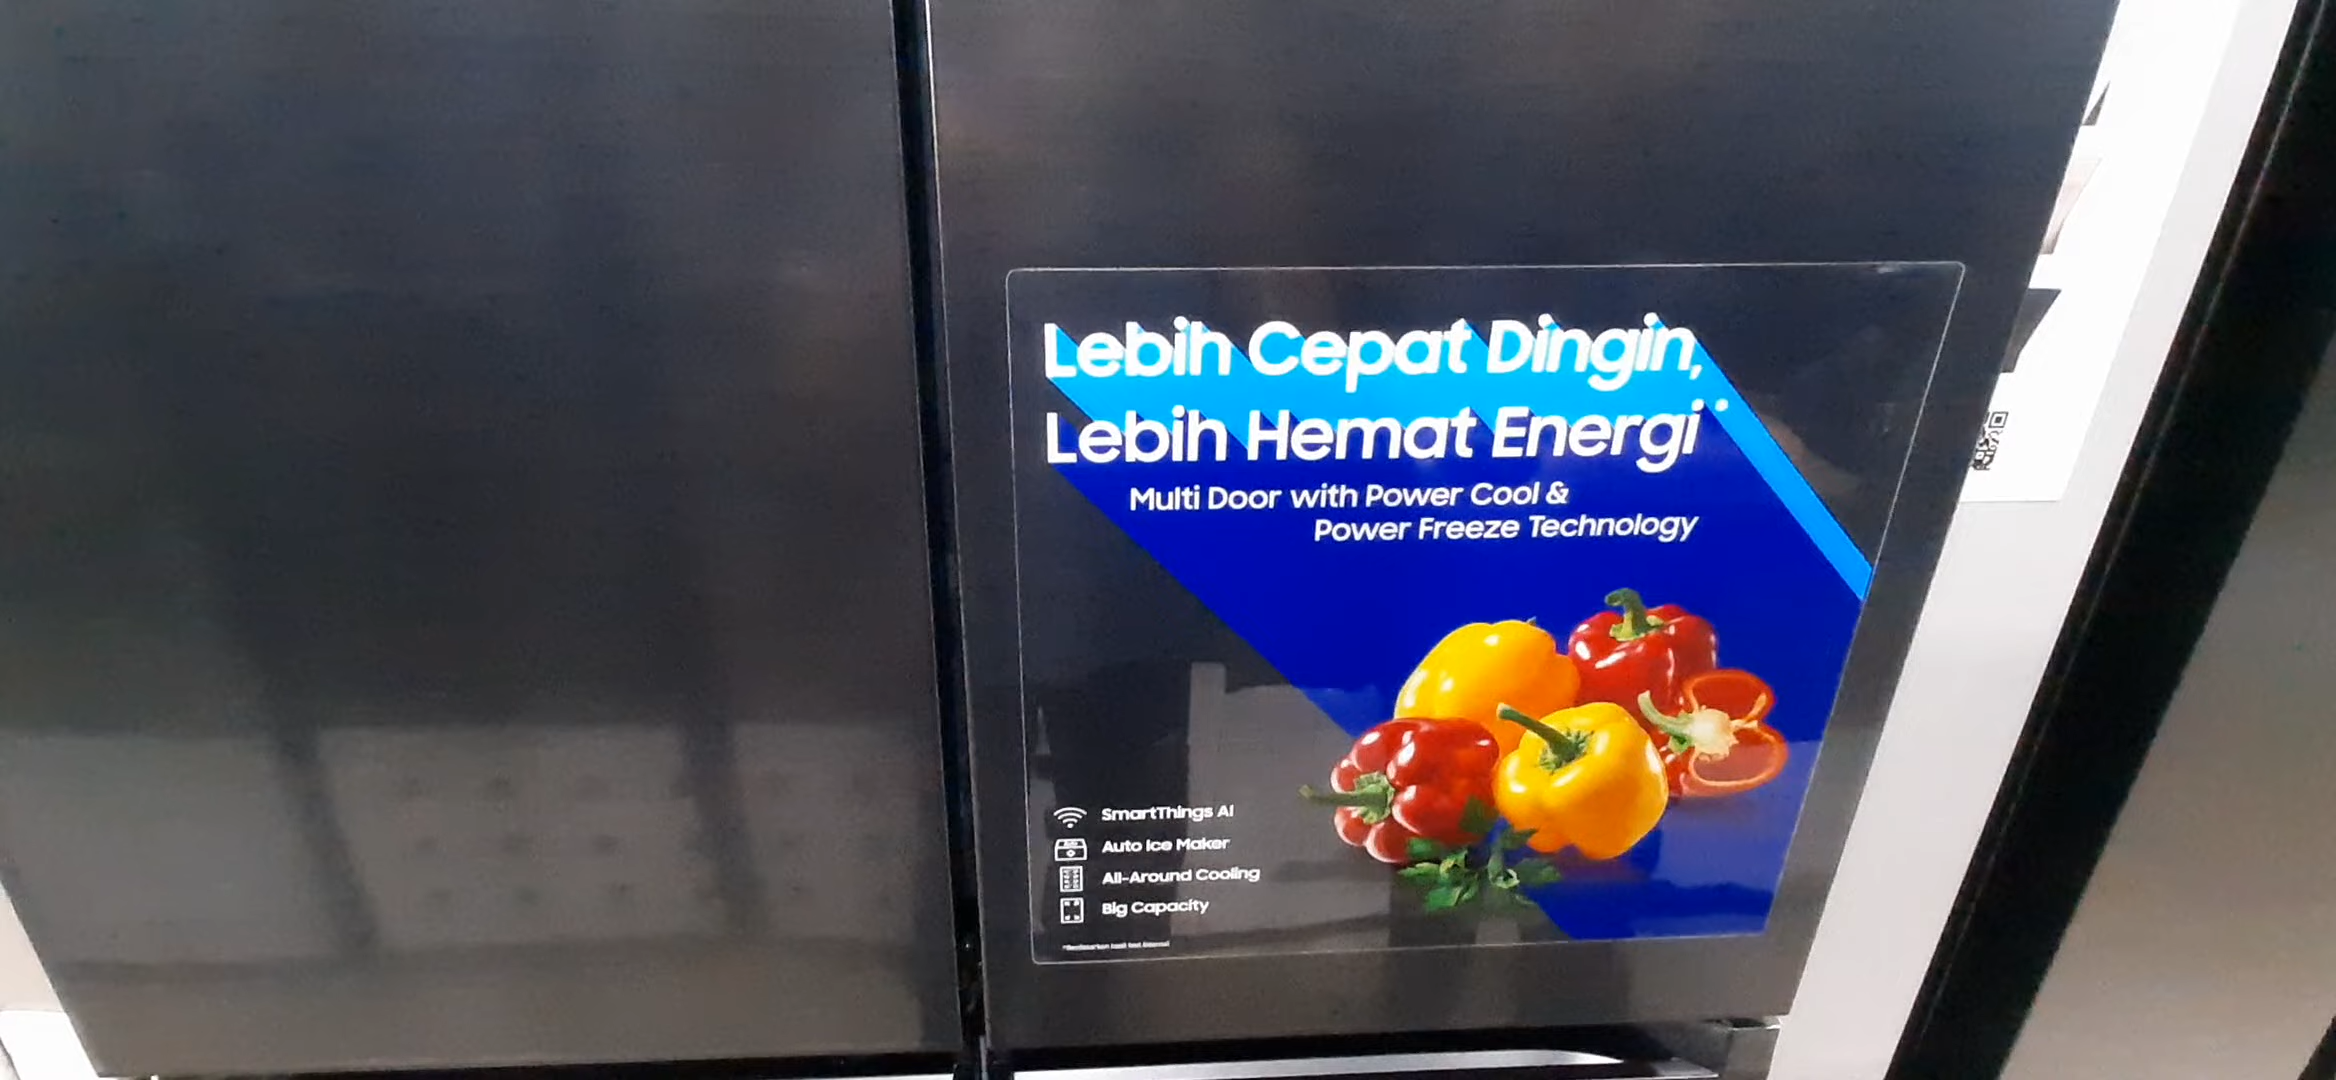 Lebih Cepat Dingin,
Lebih Hemat Energi*
Multi Door with Power Cool &
Power Freeze Technology
SmartThings AI
Auto Ice Maker
All-Around Cooling
Big Capacity